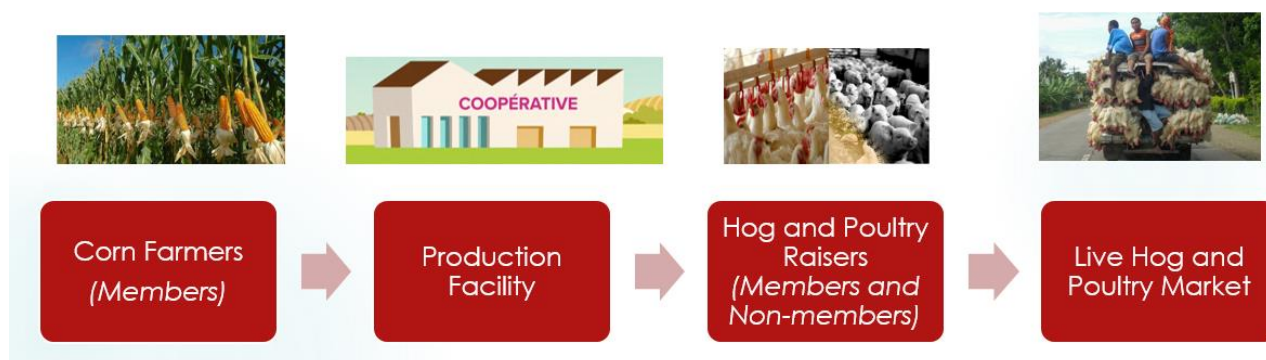 COOPÉRATIVE
Corn Farmers
(Members)
Production
Facility
Hog and Poultry
Raisers
(Members and
Non-members)
Live Hog and
Poultry Market